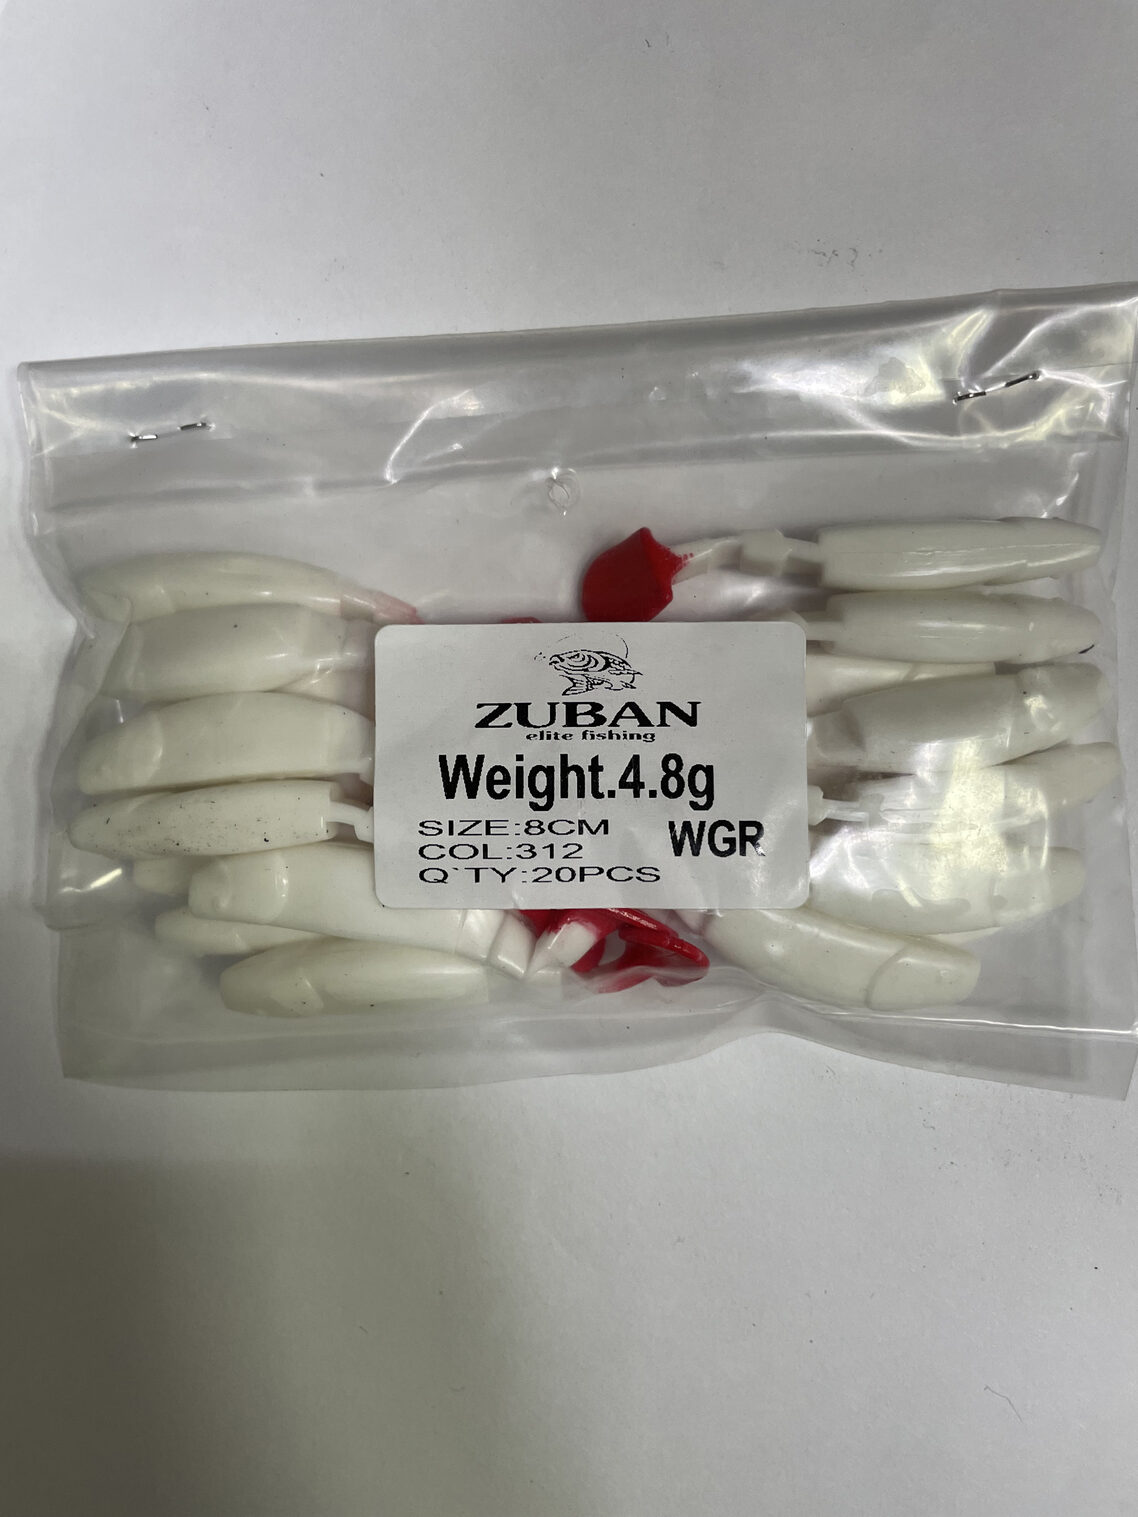 ZUBAN
elite fishing
Weight.4.8g
SIZE:8CM WGR
COL:312
Q`TY:20PCS